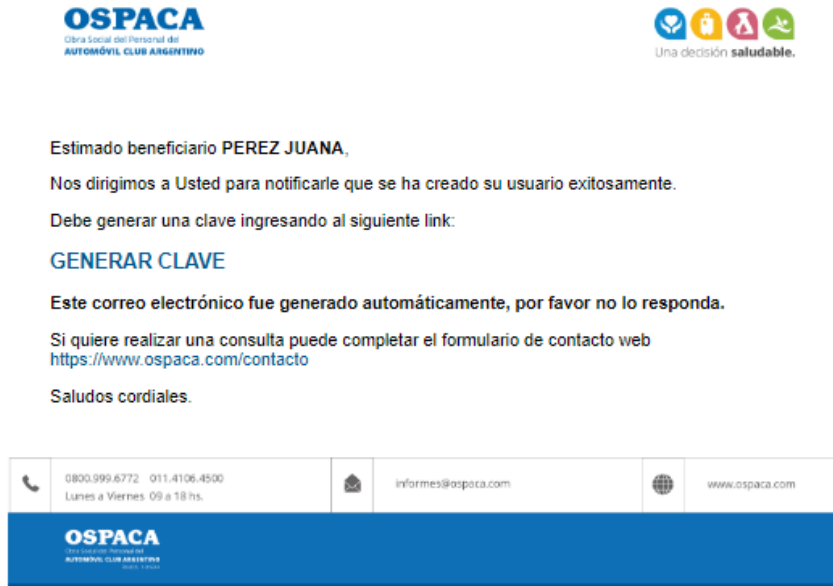 OSPACA
Obra Social del Personal del
AUTOMÓVIL CLUB ARGENTINO
Una decisión saludable.
Estimado beneficiario PEREZ JUANA,
Nos dirigimos a Usted para notificarle que se ha creado su usuario exitosamente.
Debe generar una clave ingresando al siguiente link:
GENERAR CLAVE
Este correo electrónico fue generado automáticamente, por favor no lo responda.
Si quiere realizar una consulta puede completar el formulario de contacto web
https://www.ospaca.com/contacto
Saludos cordiales.
0800.999.6772 011.4106.4500
Lunes a Viernes 09 a 18 hs.
informes@ospaca.com
www.ospaca.com
OSPACA
Obra Social del Personal del
AUTOMÓVIL CLUB ARGENTINO